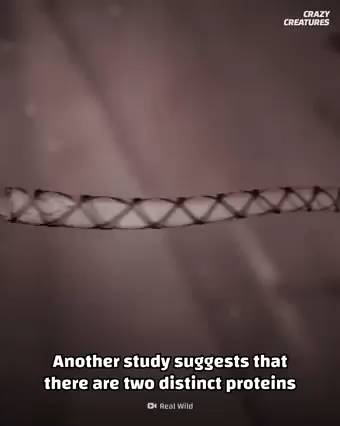 CRAZY
CREATURES
Another study suggests that
there are two distinct proteins
Real Wild